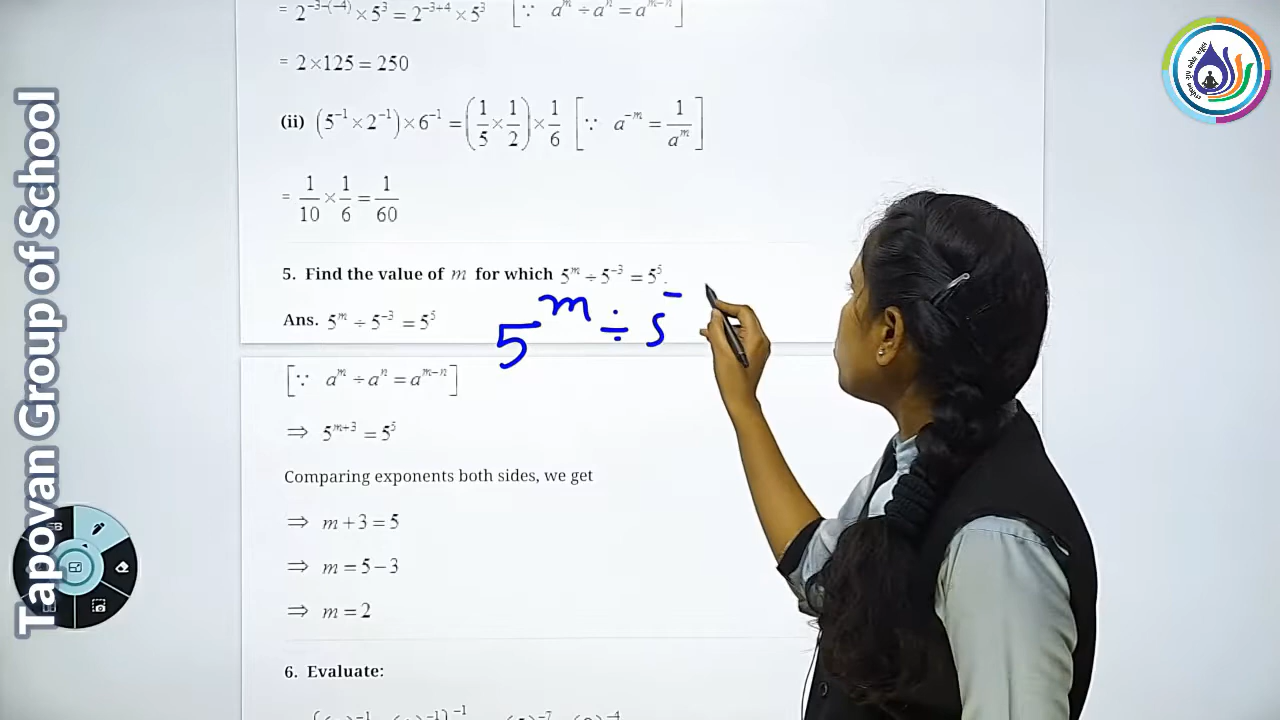 = 2^{-3-(-4)} × 5^3 = 2^{-3+4} × 5^3 [∵ a^m ÷ a^n = a^{m-n}]
= 2 × 125 = 250
(ii) (5^{-1} × 2^{-1}) × 6^{-1} = (1/5 × 1/2) × 1/6 [∵ a^{-m} = 1/a^m]
= 1/10 × 1/6 = 1/60
5. Find the value of m for which 5^m ÷ 5^{-3} = 5^5.
Ans. 5^m ÷ 5^{-3} = 5^5
5^m ÷ 5^-
[∵ a^m ÷ a^n = a^{m-n}]
⇒ 5^{m+3} = 5^5
Comparing exponents both sides, we get
⇒ m + 3 = 5
⇒ m = 5 − 3
⇒ m = 2
6. Evaluate:
Tapovan Group of School